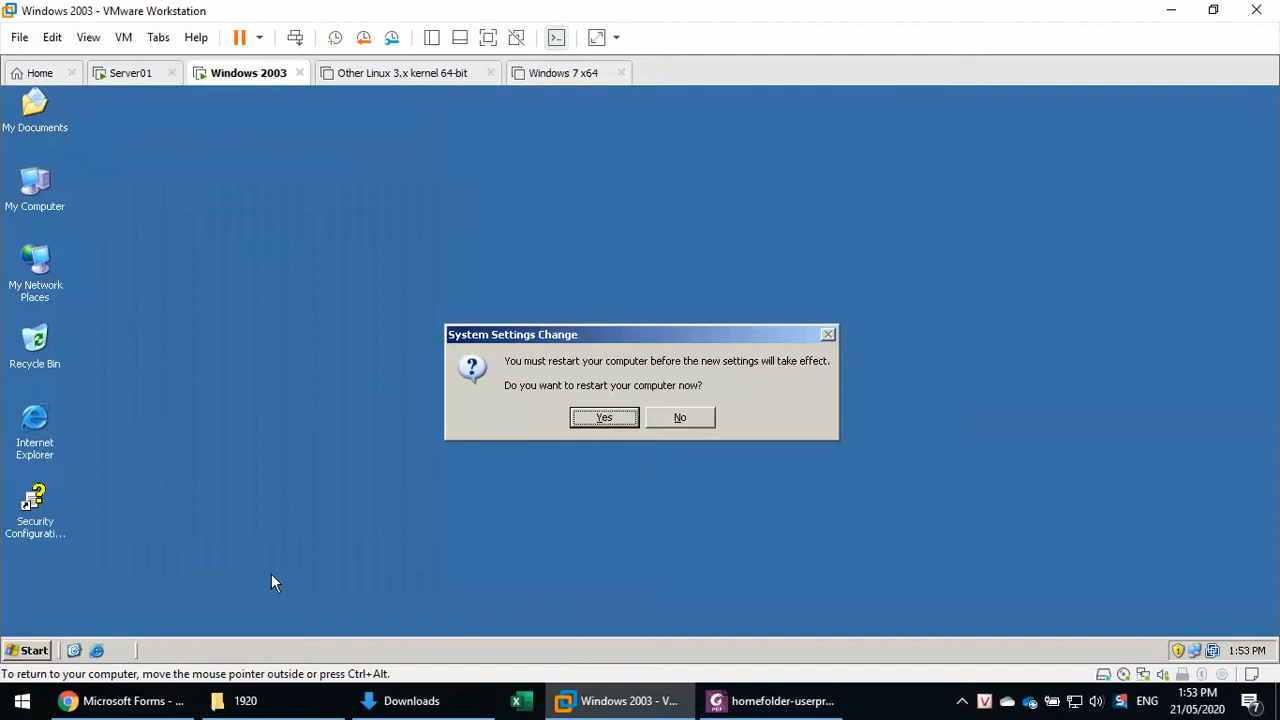 Windows 2003 - VMware Workstation
File Edit View VM Tabs Help
Home Server01 Windows 2003 Other Linux 3.x kernel 64-bit Windows 7 x64
My Documents
My Computer
My Network
Places
Recycle Bin
Internet
Explorer
Security
Configurati...
System Settings Change
You must restart your computer before the new settings will take effect.
Do you want to restart your computer now?
Yes No
Start 1:53 PM
To return to your computer, move the mouse pointer outside or press Ctrl+Alt.
Microsoft Forms - ... 1920 Downloads Windows 2003 - V... homefolder-userpr... ENG 1:53 PM
21/05/2020
7